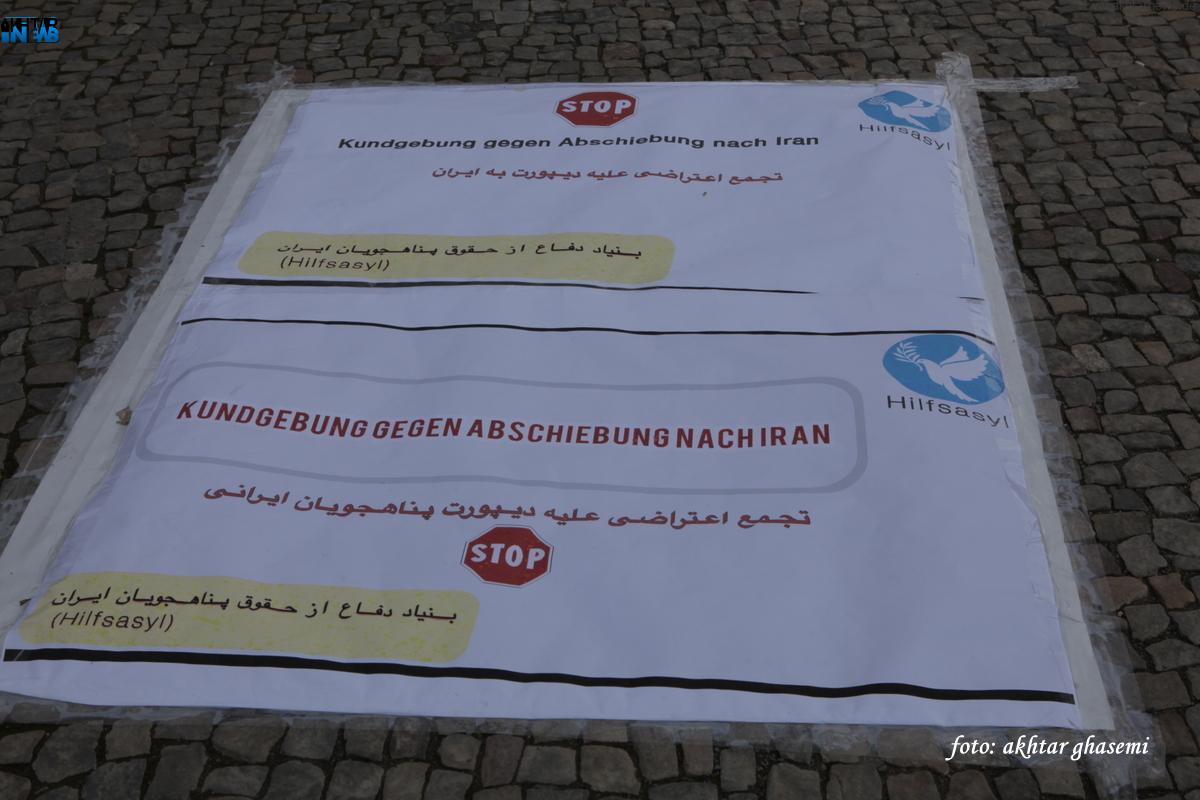 AKHTAR
NEWS
STOP
Hilfsasyl
Kundgebung gegen Abschiebung nach Iran
تجمع اعتراضی علیه دیپورت به ایران
بنیاد دفاع از حقوق پناهجویان ایران
(Hilfsasyl)
Hilfsasyl
KUNDGEBUNG GEGEN ABSCHIEBUNG NACH IRAN
تجمع اعتراضی علیه دیپورت پناهجویان ایرانی
STOP
بنیاد دفاع از حقوق پناهجویان ایران
(Hilfsasyl)
foto: akhtar ghasemi